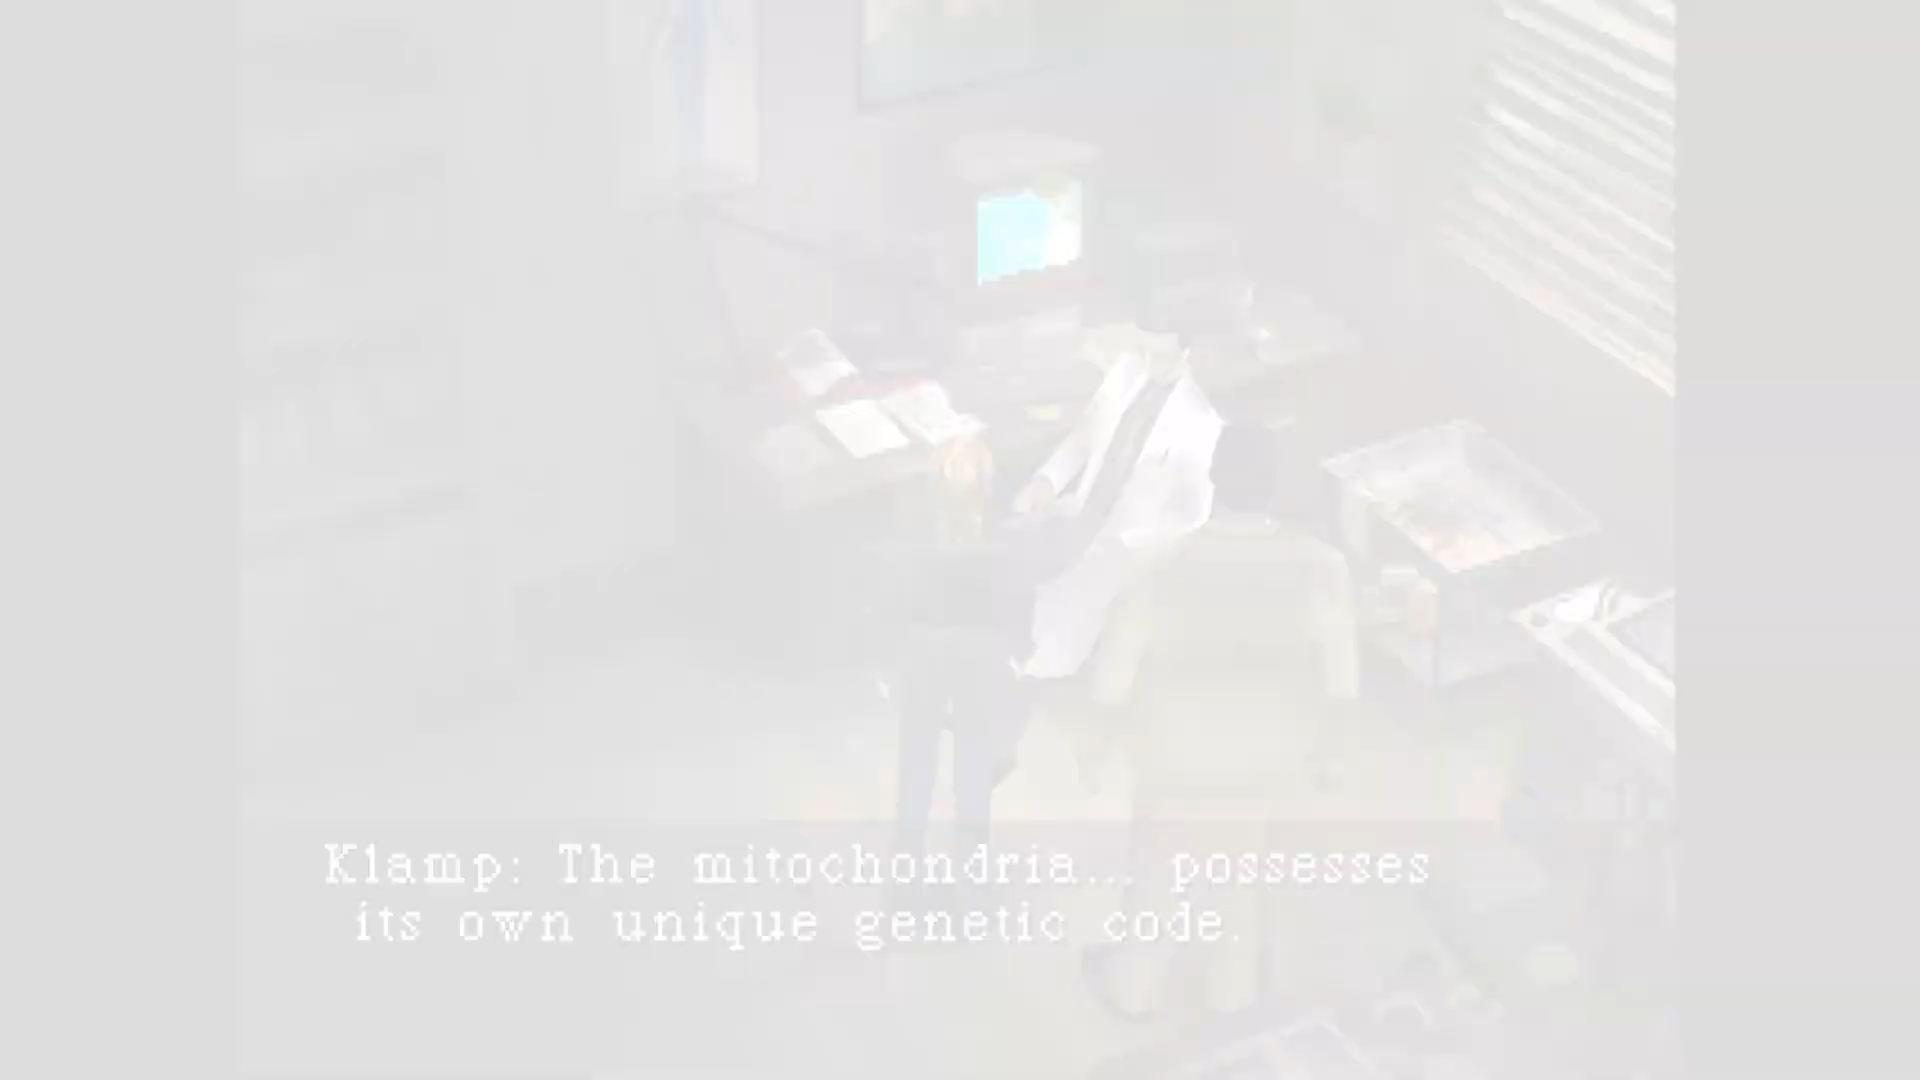 Klamp: The mitochondria... possesses
its own unique genetic code.